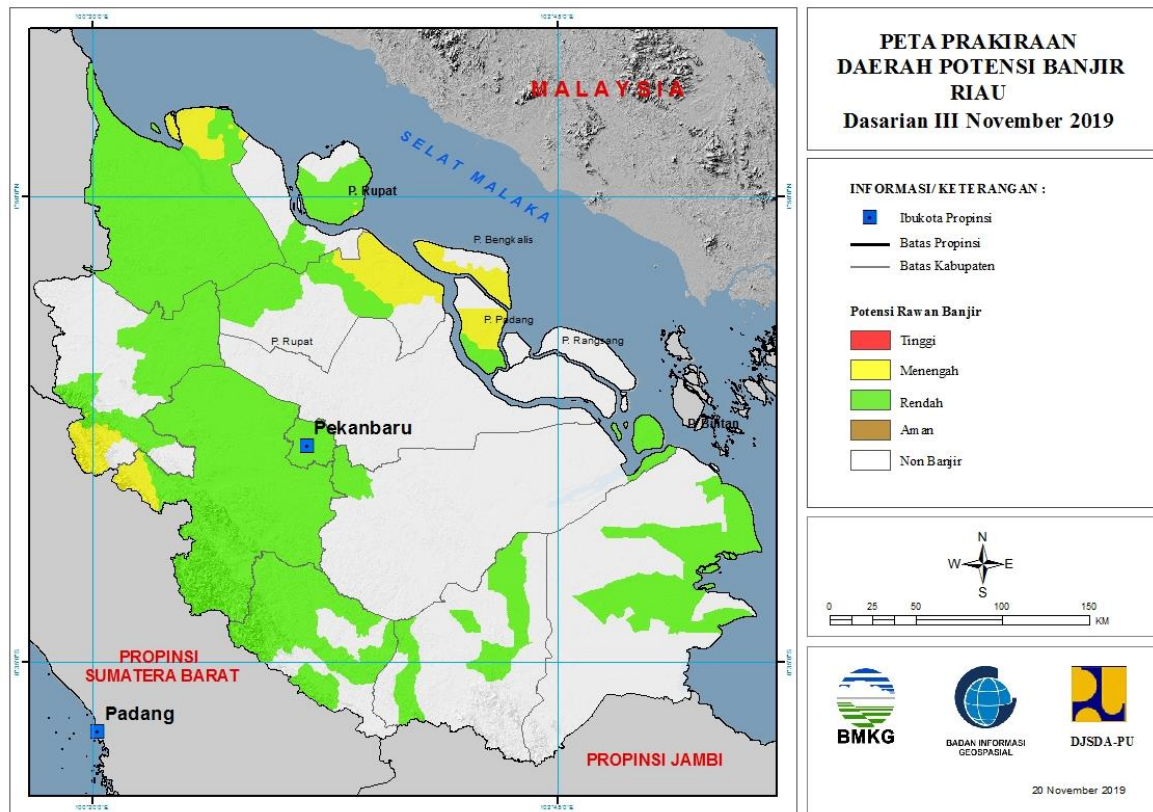 MALAYSIA
SELAT MALAKA
P. Rupat
P. Bengkalis
P. Padang
P. Rupat
P. Rangsang
Pekanbaru
P. Bintan
PROPINSI
SUMATERA BARAT
Padang
PROPINSI JAMBI
PETA PRAKIRAAN
DAERAH POTENSI BANJIR
RIAU
Dasarian III November 2019
INFORMASI/ KETERANGAN :
Ibukota Propinsi
Batas Propinsi
Batas Kabupaten
Potensi Rawan Banjir
Tinggi
Menengah
Rendah
Aman
Non Banjir
N
W E
S
0 25 50 100 150
KM
BMKG
BADAN INFORMASI
GEOSPASIAL
DJSDA-PU
20 November 2019